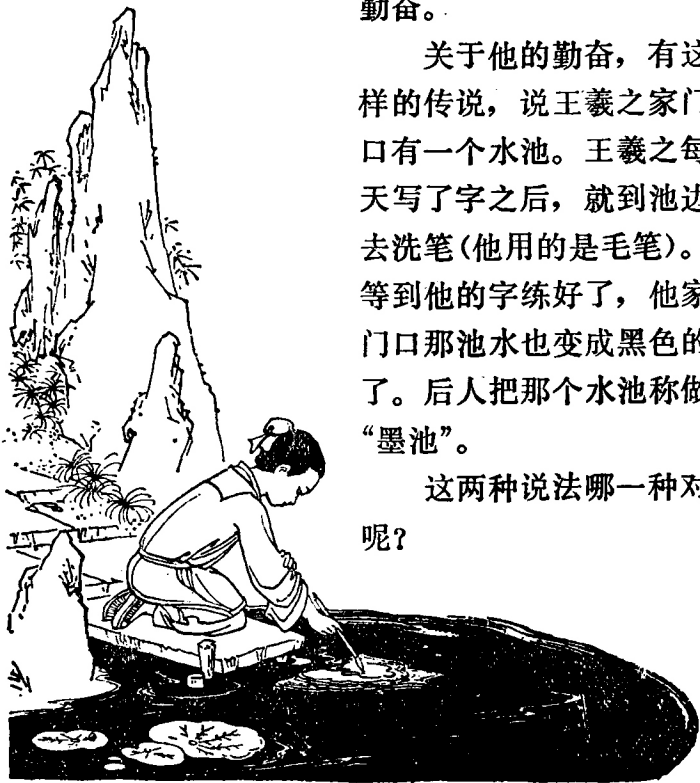 勤奋。
关于他的勤奋，有这
样的传说，说王羲之家门
口有一个水池。王羲之每
天写了字之后，就到池边
去洗笔(他用的是毛笔)。
等到他的字练好了，他家
门口那池水也变成黑色的
了。后人把那个水池称做
“墨池”。
这两种说法哪一种对
呢？